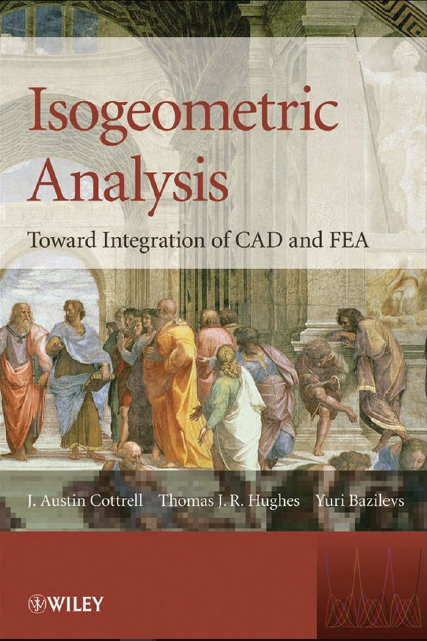 Isogeometric
Analysis
Toward Integration of CAD and FEA
J. Austin Cottrell Thomas J. R. Hughes Yuri Bazilevs
WILEY